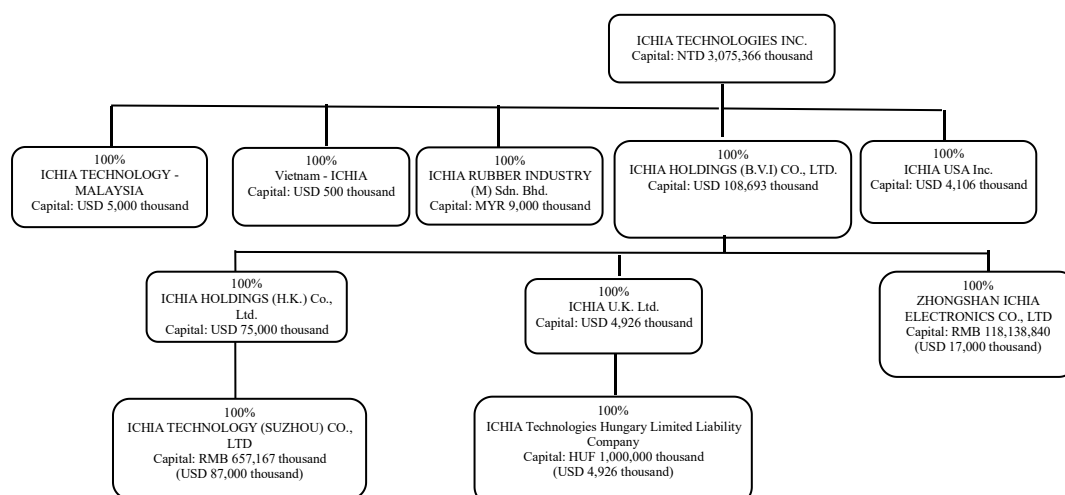 ICHIA TECHNOLOGIES INC.
Capital: NTD 3,075,366 thousand
100%
ICHIA TECHNOLOGY -
MALAYSIA
Capital: USD 5,000 thousand
100%
Vietnam - ICHIA
Capital: USD 500 thousand
100%
ICHIA RUBBER INDUSTRY
(M) Sdn. Bhd.
Capital: MYR 9,000 thousand
100%
ICHIA HOLDINGS (B.V.I) CO., LTD.
Capital: USD 108,693 thousand
100%
ICHIA USA Inc.
Capital: USD 4,106 thousand
100%
ICHIA HOLDINGS (H.K.) Co.,
Ltd.
Capital: USD 75,000 thousand
100%
ICHIA U.K. Ltd.
Capital: USD 4,926 thousand
100%
ZHONGSHAN ICHIA
ELECTRONICS CO., LTD
Capital: RMB 118,138,840
(USD 17,000 thousand)
100%
ICHIA TECHNOLOGY (SUZHOU) CO.,
LTD
Capital: RMB 657,167 thousand
(USD 87,000 thousand)
100%
ICHIA Technologies Hungary Limited Liability
Company
Capital: HUF 1,000,000 thousand
(USD 4,926 thousand)